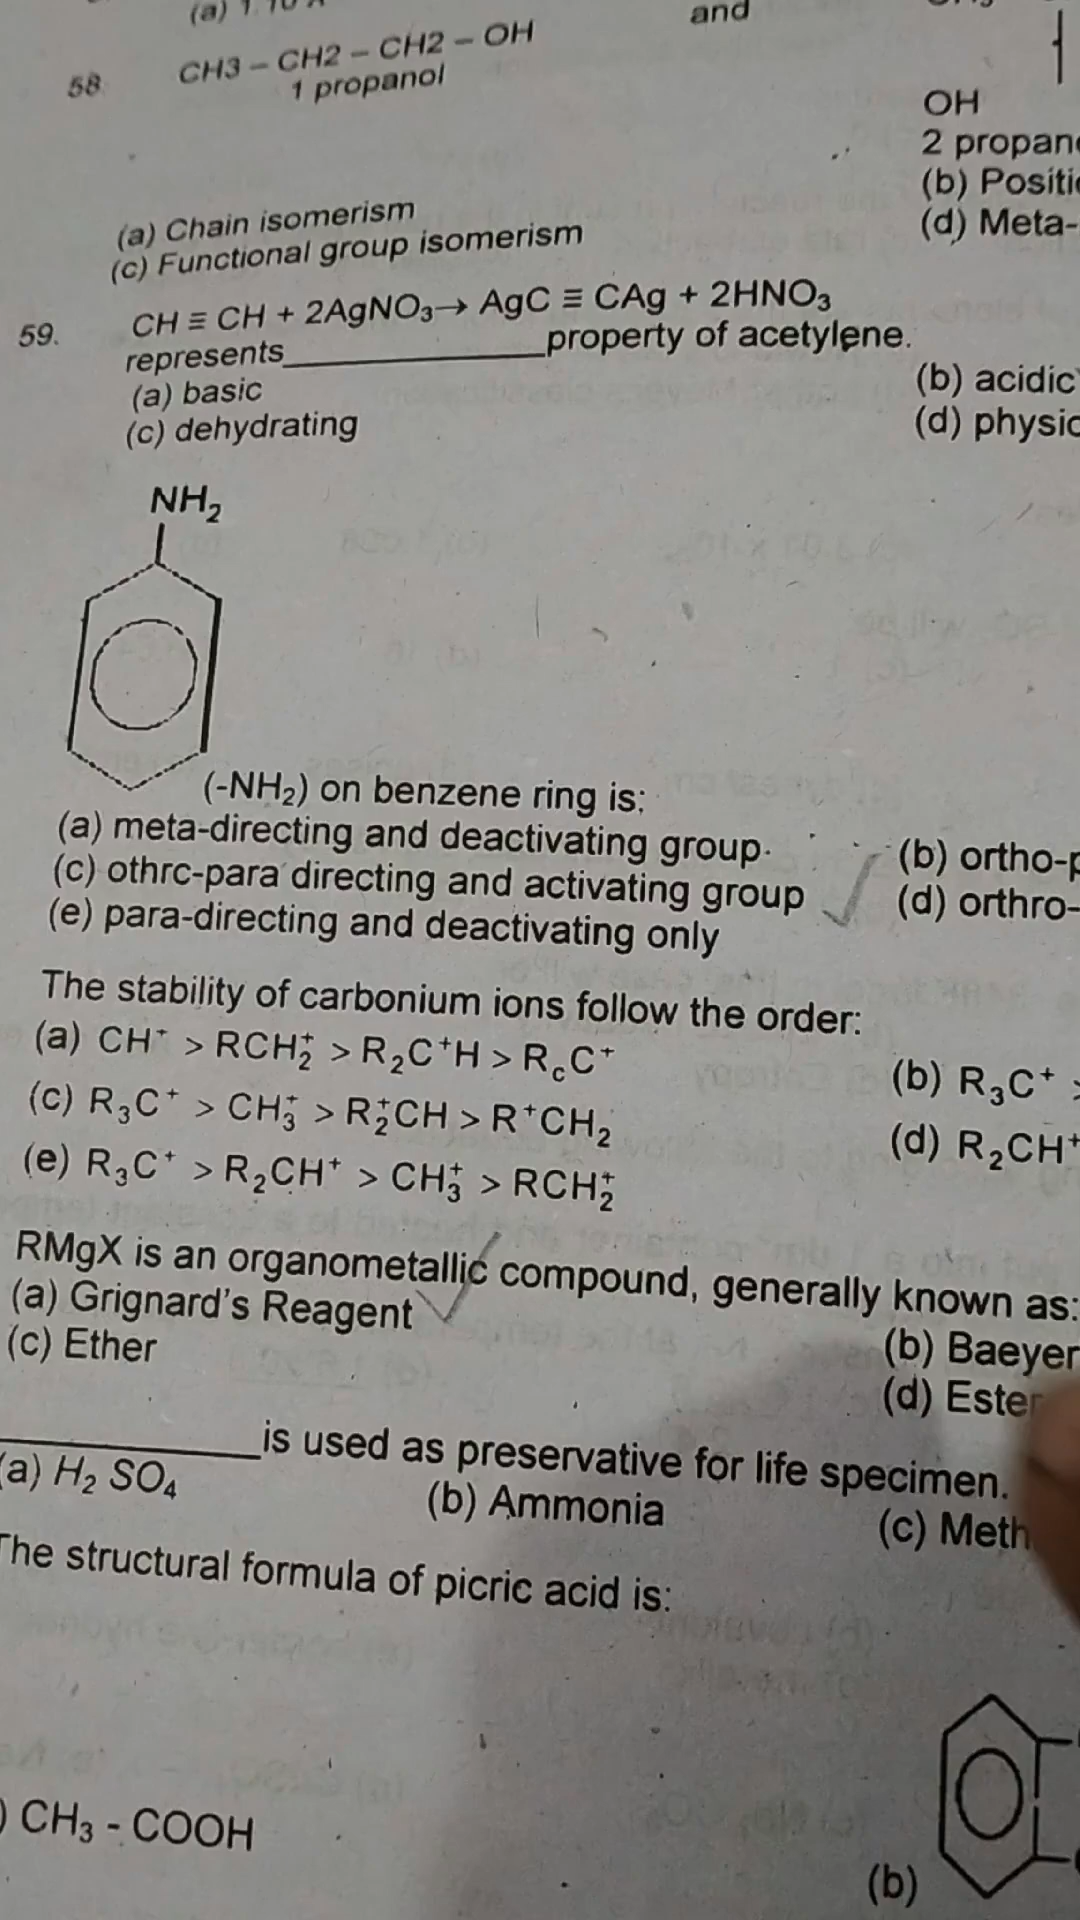 (a) 1.10
and
58. CH3 – CH2 – CH2 – OH
1 propanol
OH
2 propan
(b) Positi
(a) Chain isomerism
(d) Meta-
(c) Functional group isomerism
59. CH ≡ CH + 2AgNO₃→ AgC ≡ CAg + 2HNO₃
represents____________property of acetylene.
(a) basic
(b) acidic
(c) dehydrating
(d) physic
NH₂
(-NH₂) on benzene ring is:
(a) meta-directing and deactivating group.
(b) ortho-p
(c) othrc-para directing and activating group
(d) orthro-
(e) para-directing and deactivating only
The stability of carbonium ions follow the order:
(a) CH⁺ > RCH₂⁺ > R₂C⁺H > R꜀C⁺
(b) R₃C⁺ >
(c) R₃C⁺ > CH₃⁺ > R₂⁺CH > R⁺CH₂
(d) R₂CH⁺
(e) R₃C⁺ > R₂CH⁺ > CH₃⁺ > RCH₂⁺
RMgX is an organometallic compound, generally known as:
(a) Grignard's Reagent
(b) Baeyer
(c) Ether
(d) Ester
____________is used as preservative for life specimen.
(a) H₂ SO₄
(b) Ammonia
(c) Meth
The structural formula of picric acid is:
) CH₃ - COOH
(b)